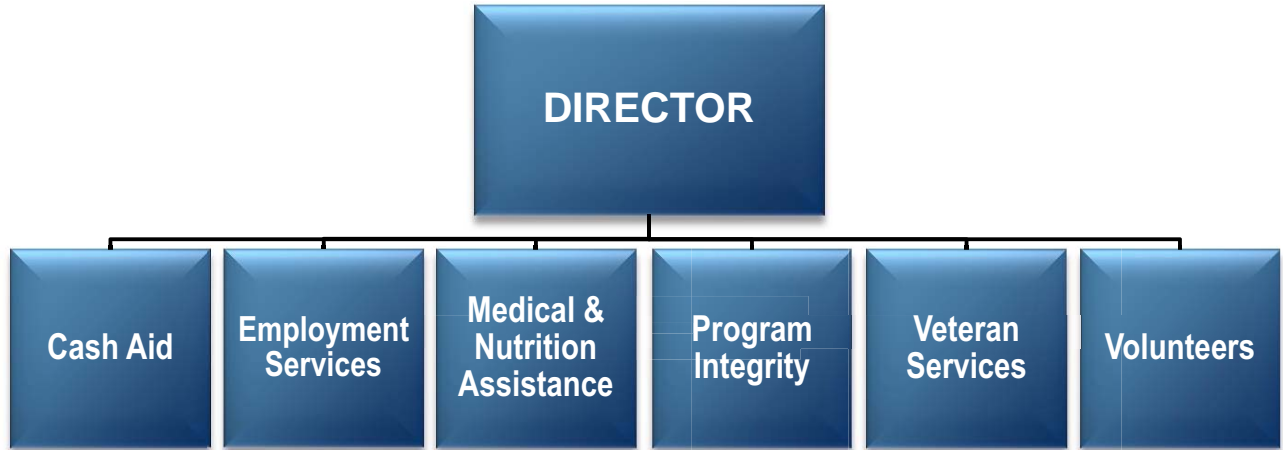 DIRECTOR
Cash Aid
Employment
Services
Medical &
Nutrition
Assistance
Program
Integrity
Veteran
Services
Volunteers